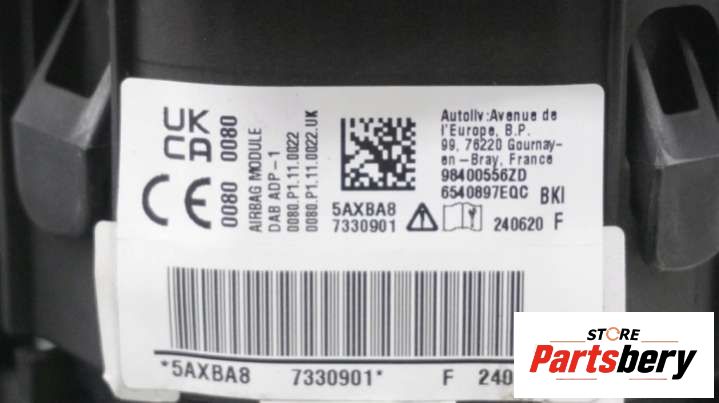 UK
CA
0080
0080
CE
AIRBAG MODULE
DAB ADP-1
0080.P1.11.0022
0080.P1.11.0022.UK
5AXBA8
7330901
Autoliv:Avenue de
l'Europe, B.P.
99, 76220 Gournay-
en-Bray, France
98400556ZD
6540897EQC BKI
240620 F
*5AXBA8 7330901* F 240
STORE
Partsbery